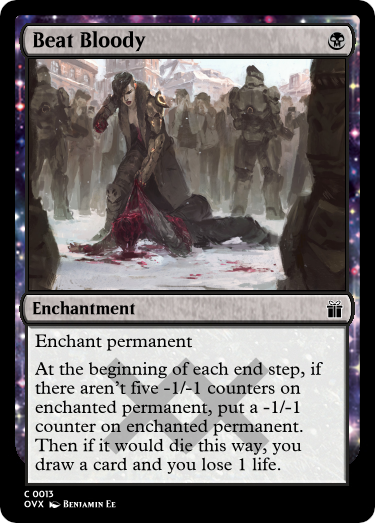 Beat Bloody
Enchantment
Enchant permanent
At the beginning of each end step, if
there aren't five -1/-1 counters on
enchanted permanent, put a -1/-1
counter on enchanted permanent.
Then if it would die this way, you
draw a card and you lose 1 life.
C 0013
OVX Benjamin Ee